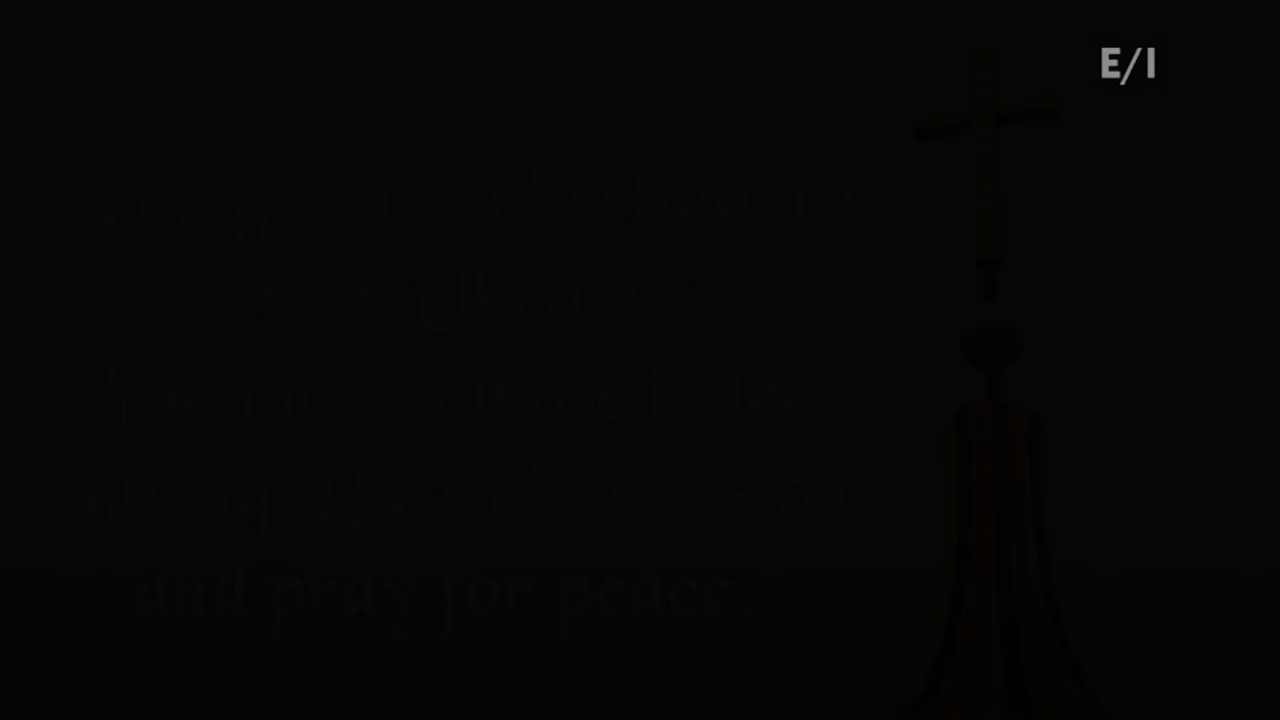 E/I
"In a gesture of solidarity
with Ukraine"
"To mourn those killed
during Russia's invasion
and pray for peace."